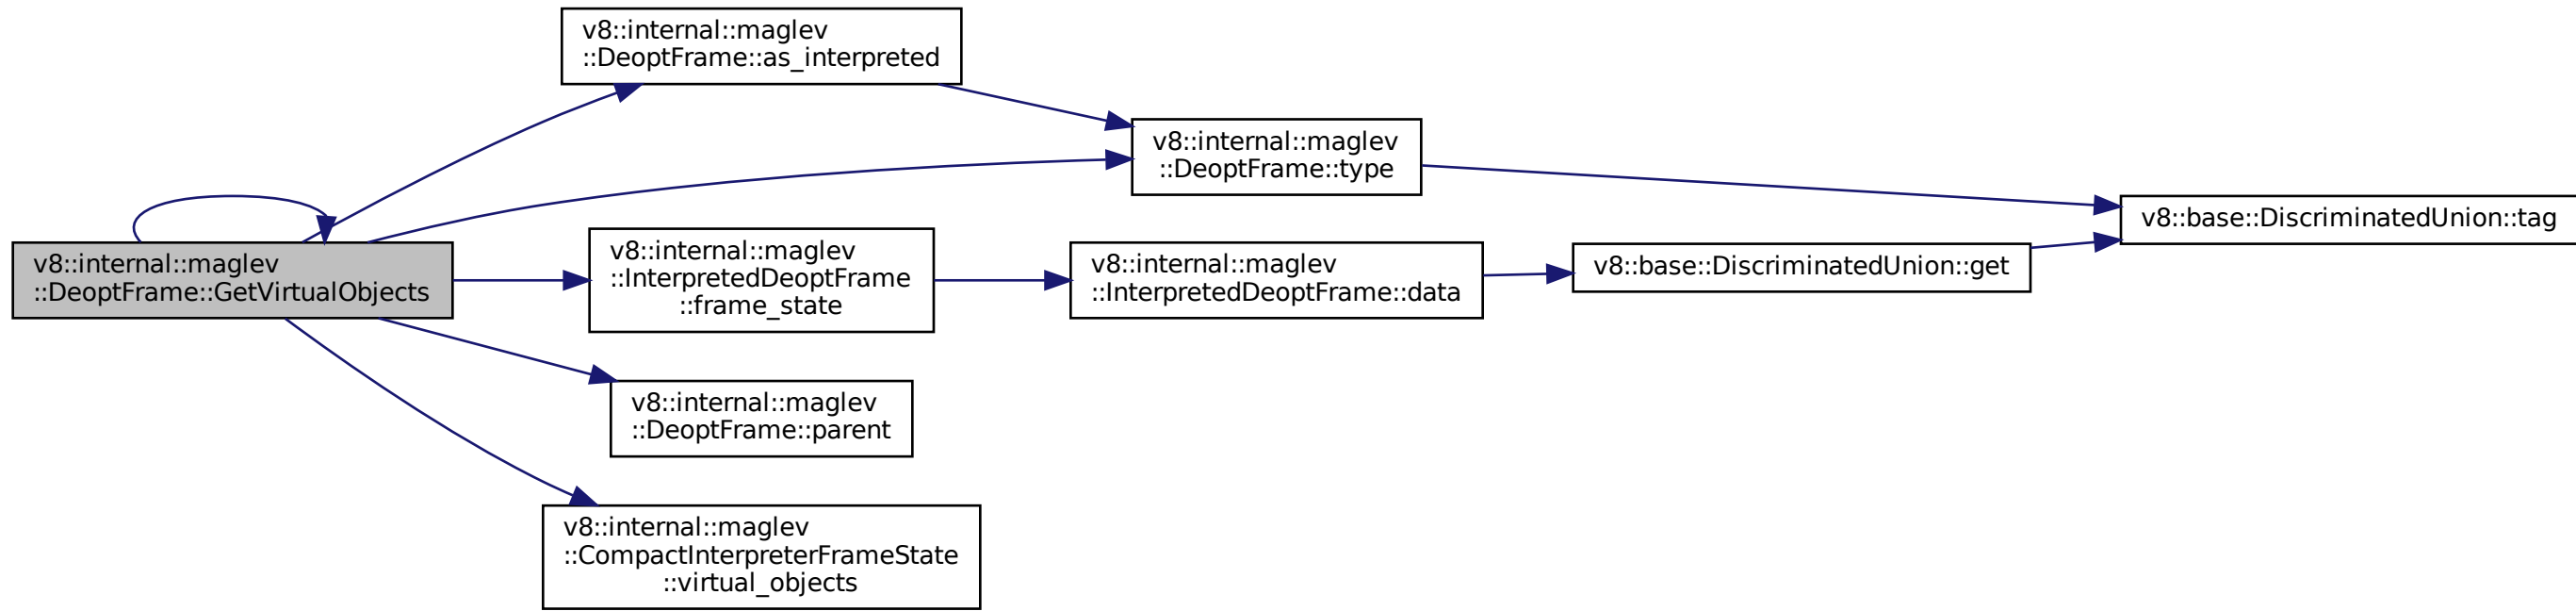 v8::internal::maglev
::DeoptFrame::as_interpreted
v8::internal::maglev
::DeoptFrame::type
v8::base::DiscriminatedUnion::tag
v8::internal::maglev
::DeoptFrame::GetVirtualObjects
v8::internal::maglev
::InterpretedDeoptFrame
::frame_state
v8::internal::maglev
::InterpretedDeoptFrame::data
v8::base::DiscriminatedUnion::get
v8::internal::maglev
::DeoptFrame::parent
v8::internal::maglev
::CompactInterpreterFrameState
::virtual_objects